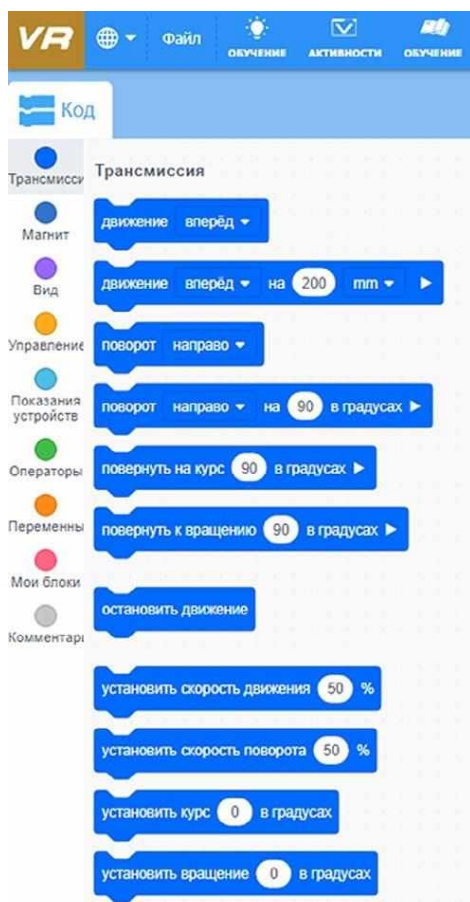 VR Файл ОБУЧЕНИЕ АКТИВНОСТИ ОБУЧЕНИЕ
Код
Трансмисси
Магнит
Вид
Управление
Показания
устройств
Операторы
Переменны
Мои блоки
Комментар
Трансмиссия
движение вперёд
движение вперёд на 200 mm
поворот направо
поворот направо на 90 в градусах
повернуть на курс 90 в градусах
повернуть к вращению 90 в градусах
остановить движение
установить скорость движения 50 %
установить скорость поворота 50 %
установить курс 0 в градусах
установить вращение 0 в градусах